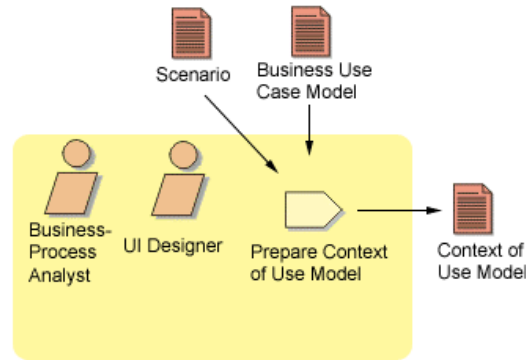 Scenario
Business Use
Case Model
Business-
Process
Analyst
UI Designer
Prepare Context
of Use Model
Context of
Use Model